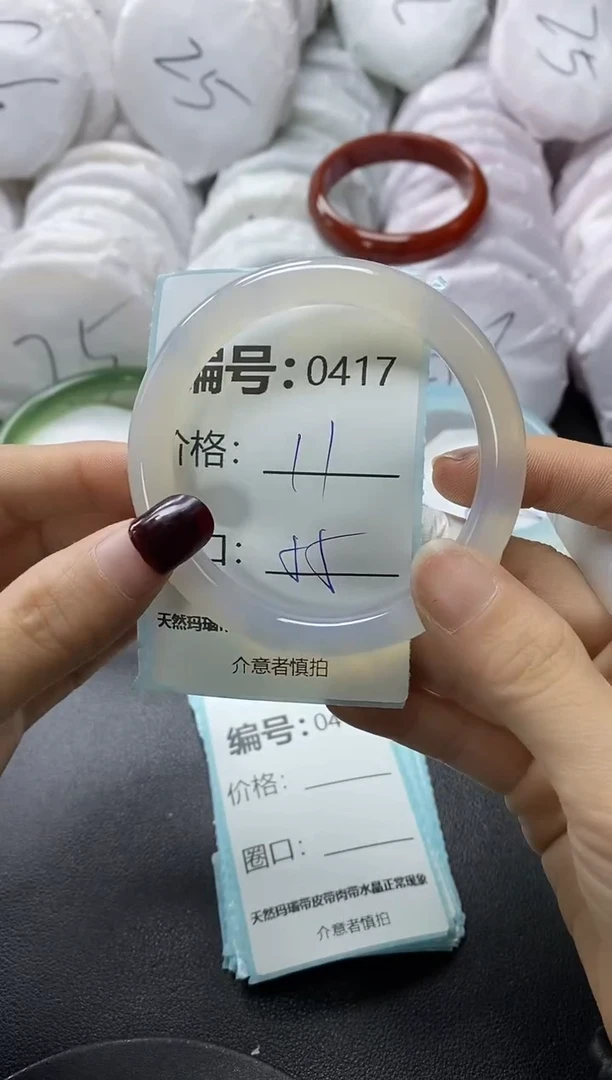 25
25
25
编号：0417
价格： 11
口： 55
天然玛瑙
介意者慎拍
编号：04
价格：
圈口：
天然玛瑙带皮带肉带水晶正常现象
介意者慎拍